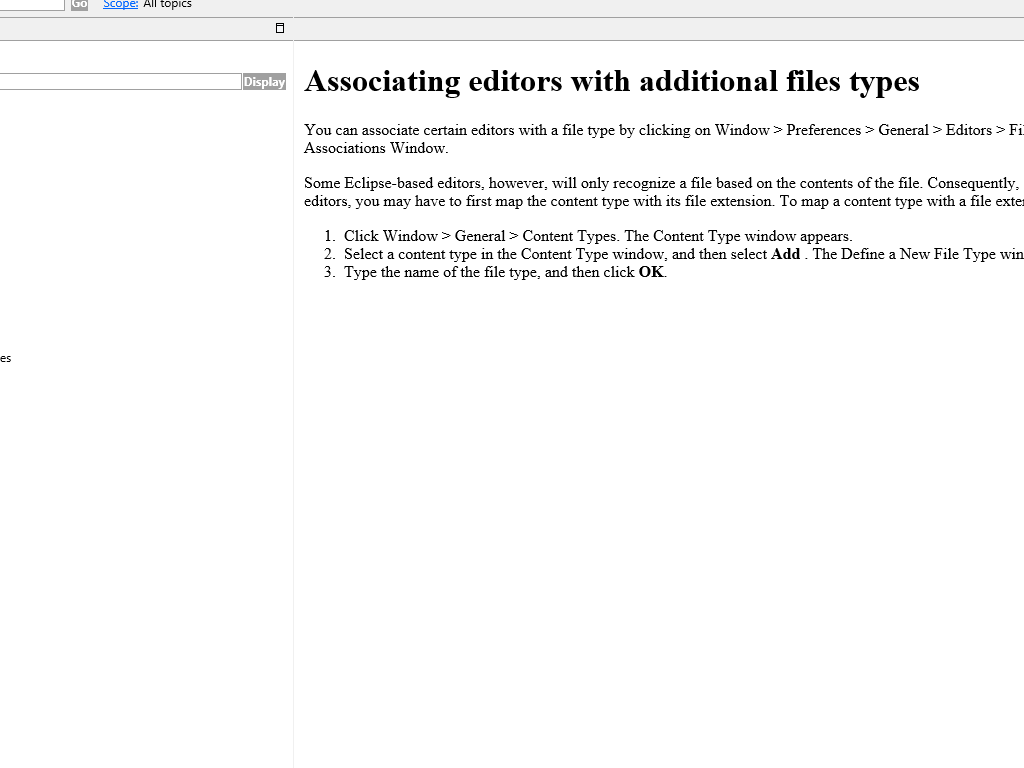 Go Scope: All topics
Display
es
Associating editors with additional files types
You can associate certain editors with a file type by clicking on Window > Preferences > General > Editors > Fi
Associations Window.
Some Eclipse-based editors, however, will only recognize a file based on the contents of the file. Consequently,
editors, you may have to first map the content type with its file extension. To map a content type with a file exte
1. Click Window > General > Content Types. The Content Type window appears.
2. Select a content type in the Content Type window, and then select Add . The Define a New File Type win
3. Type the name of the file type, and then click OK.